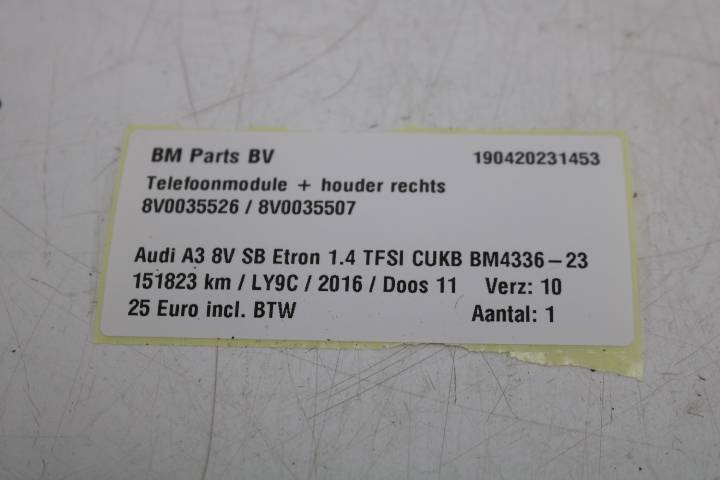 BM Parts BV 190420231453
Telefoonmodule + houder rechts
8V0035526 / 8V0035507
Audi A3 8V SB Etron 1.4 TFSI CUKB BM4336-23
151823 km / LY9C / 2016 / Doos 11 Verz: 10
25 Euro incl. BTW Aantal: 1